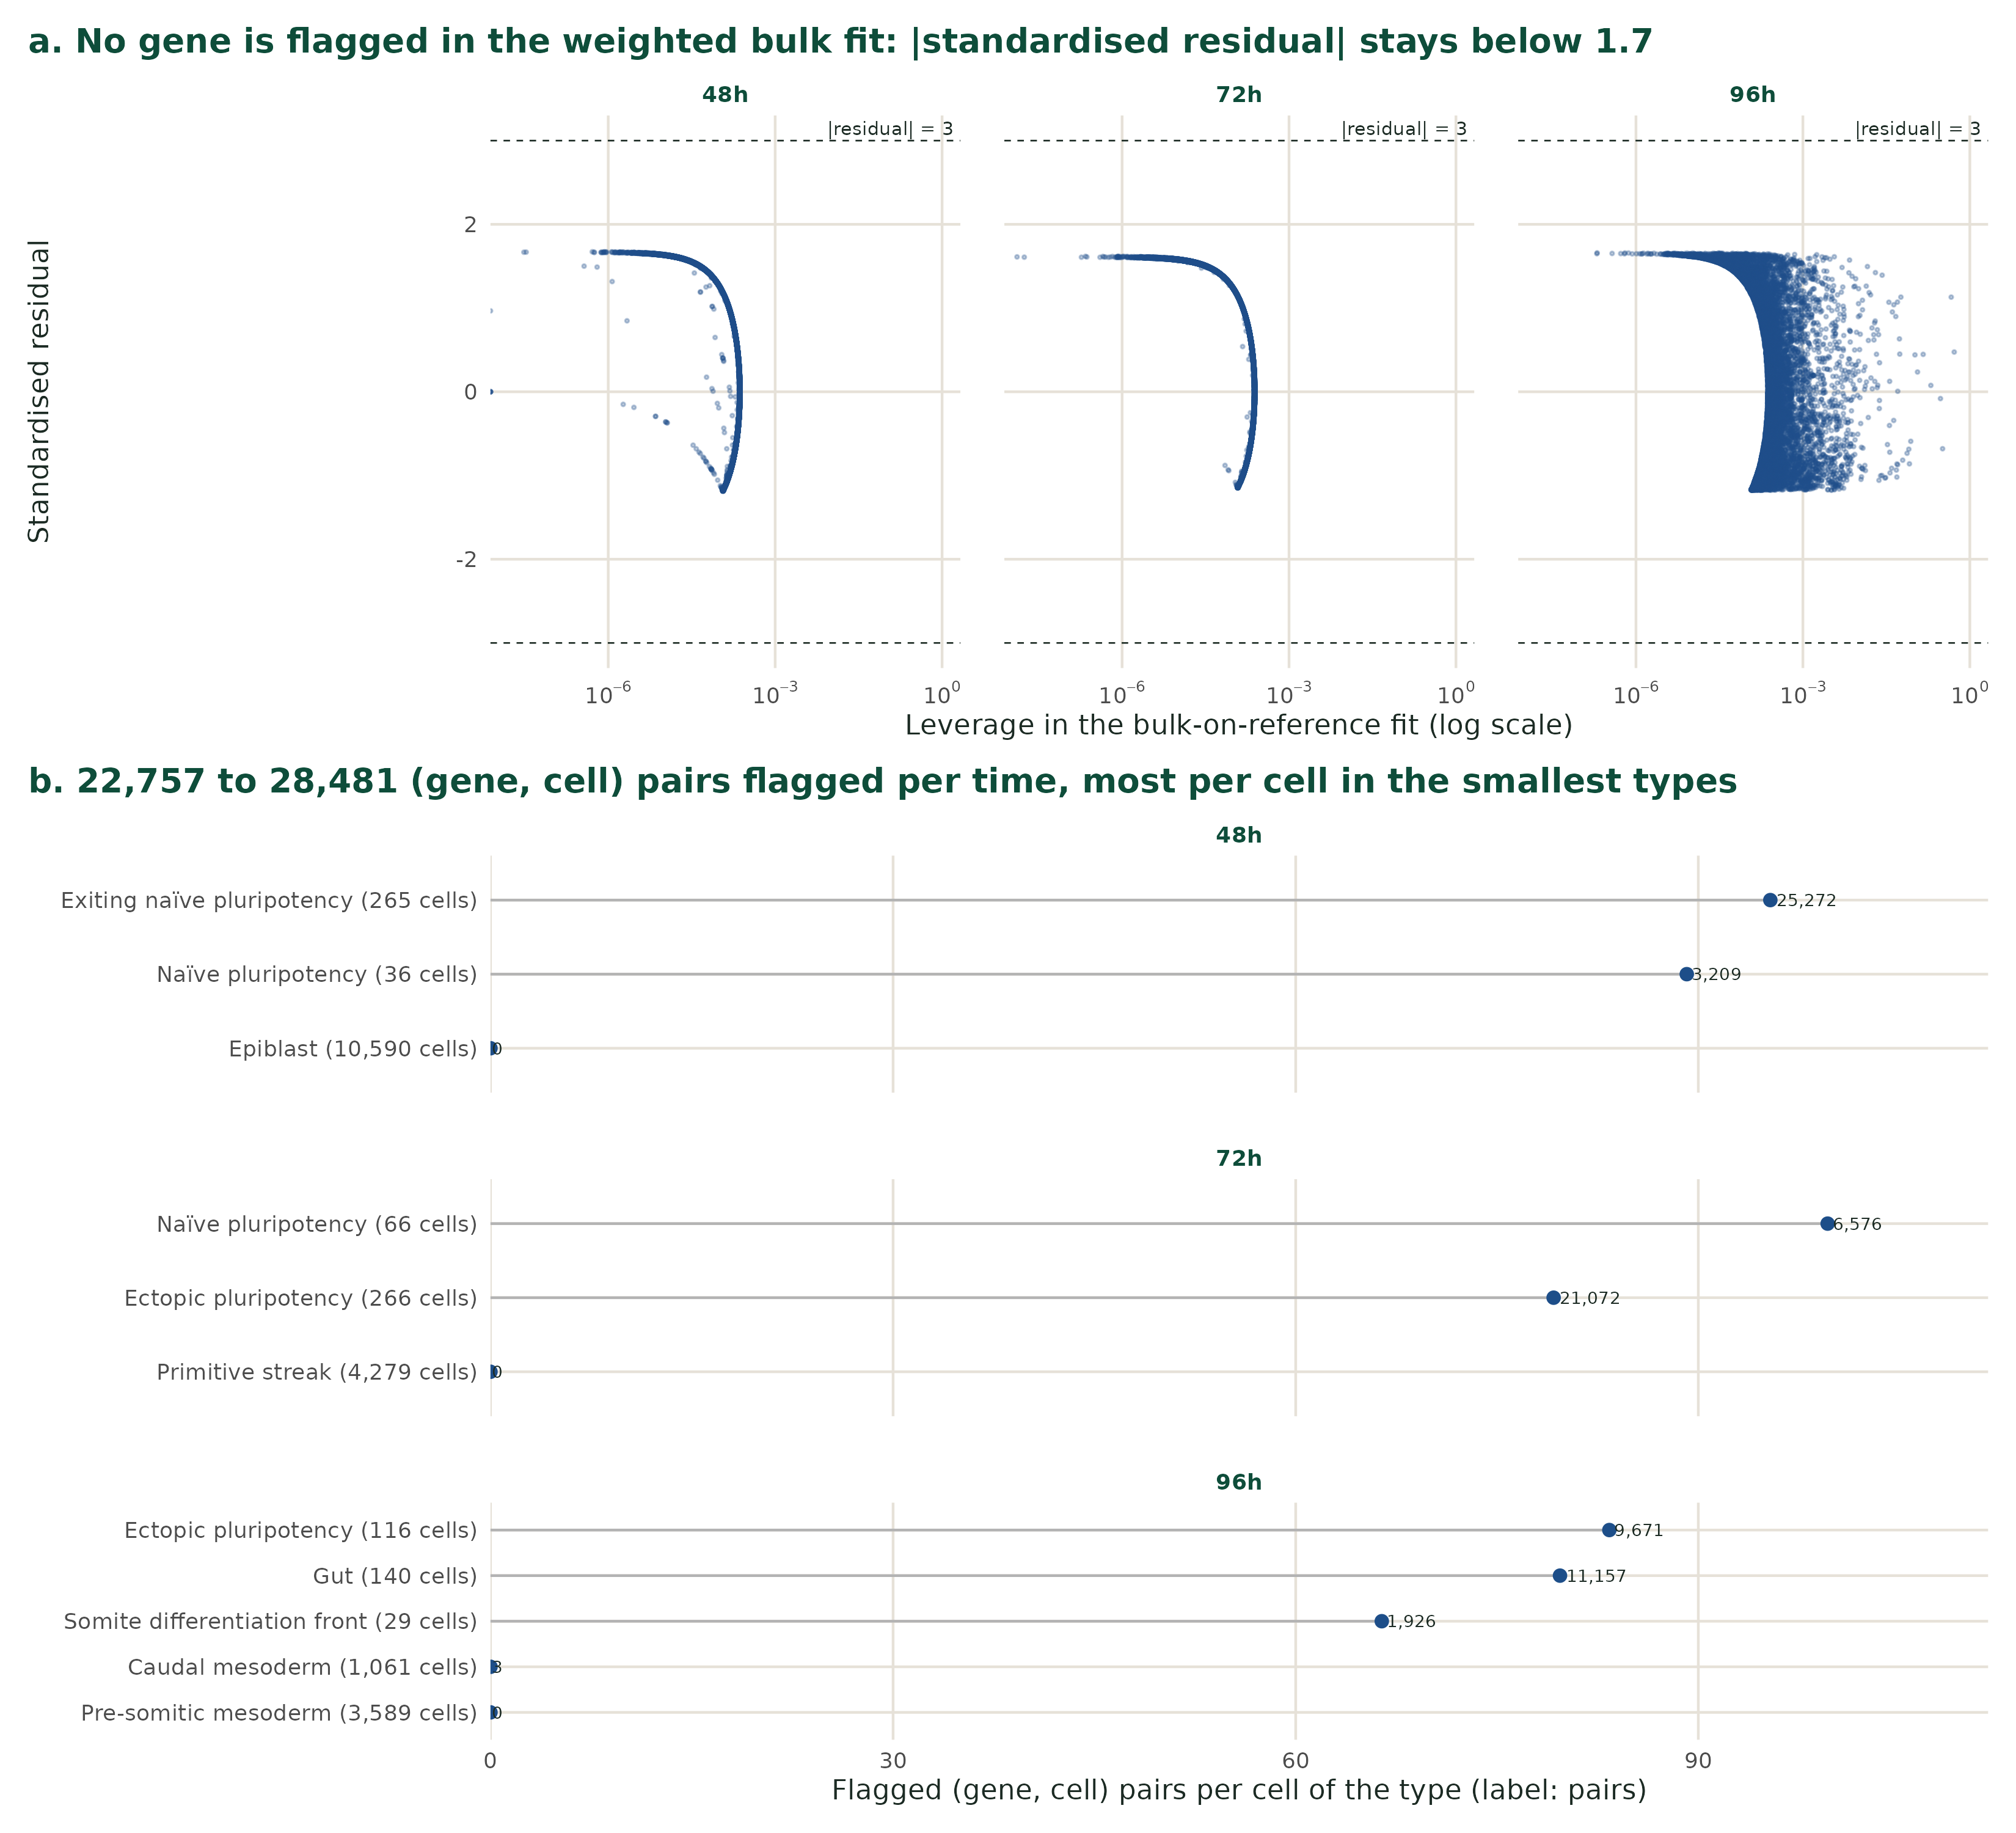 a. No gene is flagged in the weighted bulk fit: |standardised residual| stays below 1.7
48h
72h
96h
|residual| = 3
|residual| = 3
|residual| = 3
Standardised residual
2
0
-2
10⁻⁶
10⁻³
10⁰
10⁻⁶
10⁻³
10⁰
10⁻⁶
10⁻³
10⁰
Leverage in the bulk-on-reference fit (log scale)
b. 22,757 to 28,481 (gene, cell) pairs flagged per time, most per cell in the smallest types
48h
Exiting naïve pluripotency (265 cells)
25,272
Naïve pluripotency (36 cells)
3,209
Epiblast (10,590 cells)
0
72h
Naïve pluripotency (66 cells)
6,576
Ectopic pluripotency (266 cells)
21,072
Primitive streak (4,279 cells)
0
96h
Ectopic pluripotency (116 cells)
9,671
Gut (140 cells)
11,157
Somite differentiation front (29 cells)
1,926
Caudal mesoderm (1,061 cells)
3
Pre-somitic mesoderm (3,589 cells)
0
0
30
60
90
Flagged (gene, cell) pairs per cell of the type (label: pairs)